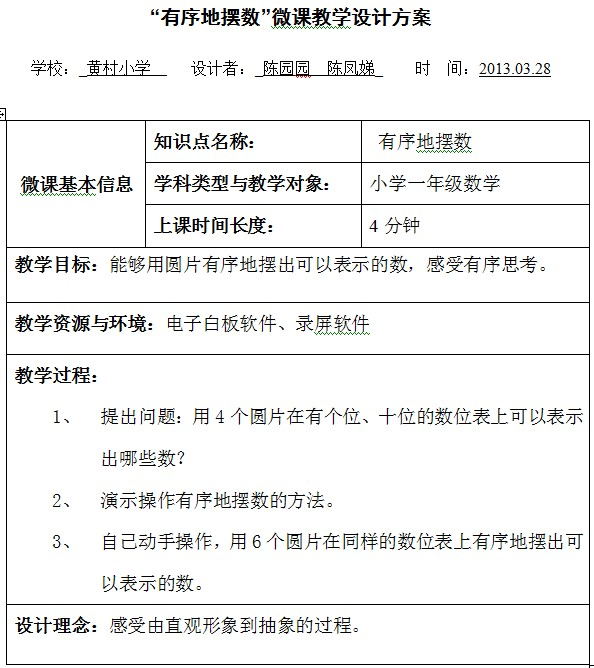 “有序地摆数”微课教学设计方案
学校： 黄村小学 设计者： 陈园园 陈凤娣 时 间：2013.03.28
微课基本信息
知识点名称： 有序地摆数
学科类型与教学对象： 小学一年级数学
上课时间长度： 4 分钟
教学目标：能够用圆片有序地摆出可以表示的数，感受有序思考。
教学资源与环境：电子白板软件、录屏软件
教学过程：
1、 提出问题：用 4 个圆片在有个位、十位的数位表上可以表示
出哪些数？
2、 演示操作有序地摆数的方法。
3、 自己动手操作，用 6 个圆片在同样的数位表上有序地摆出可
以表示的数。
设计理念：感受由直观形象到抽象的过程。